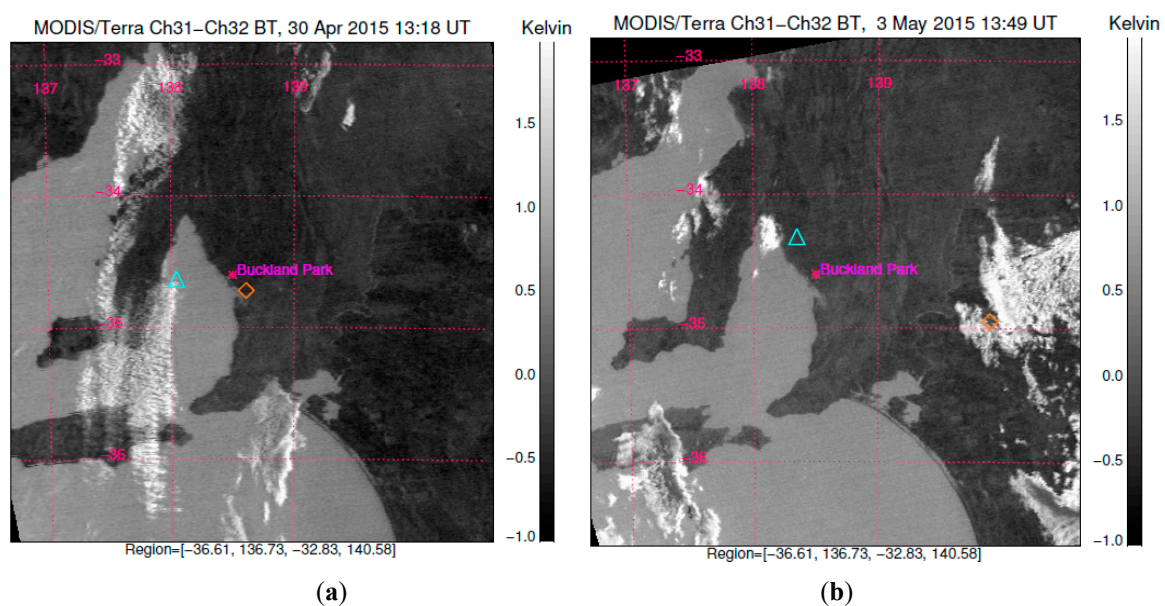 MODIS/Terra Ch31−Ch32 BT, 30 Apr 2015 13:18 UT
Kelvin
−33
137
138
139
1.5
1.0
−34
0.5
Buckland Park
−35
0.0
−0.5
−36
−1.0
Region=[−36.61, 136.73, −32.83, 140.58]
(a)
MODIS/Terra Ch31−Ch32 BT, 3 May 2015 13:49 UT
Kelvin
−33
137
138
139
1.5
1.0
−34
0.5
Buckland Park
−35
0.0
−0.5
−36
−1.0
Region=[−36.61, 136.73, −32.83, 140.58]
(b)